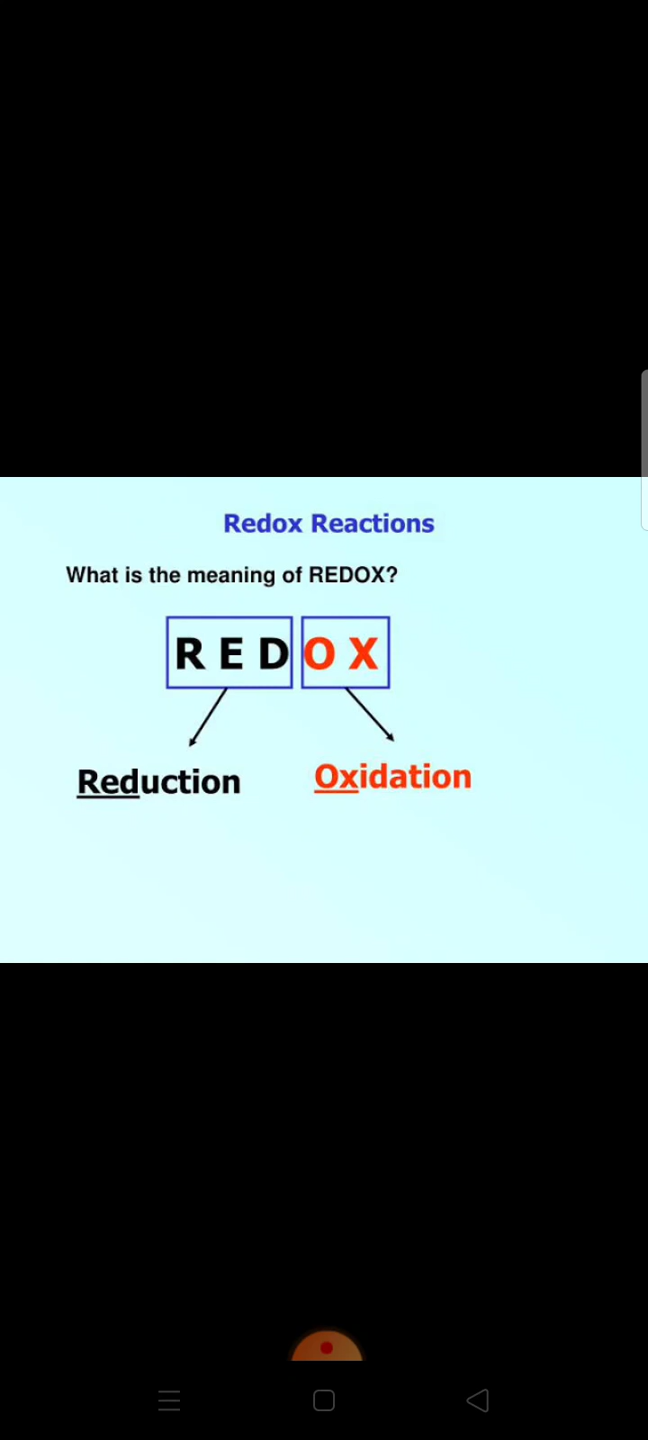 Redox Reactions
What is the meaning of REDOX?
R E D O X
Reduction Oxidation